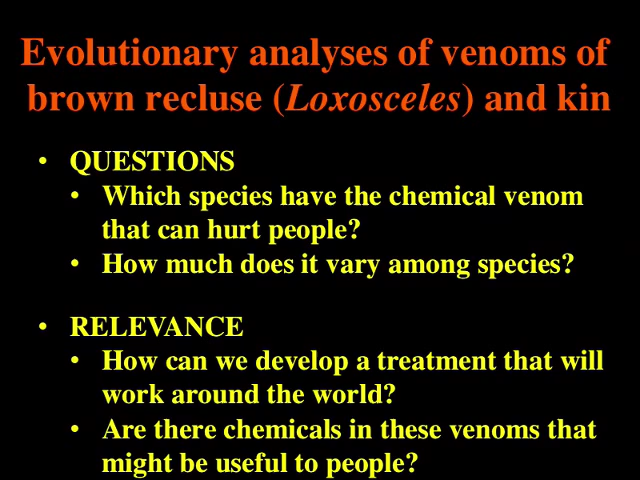 Evolutionary analyses of venoms of
brown recluse (Loxosceles) and kin
• QUESTIONS
• Which species have the chemical venom
that can hurt people?
• How much does it vary among species?
• RELEVANCE
• How can we develop a treatment that will
work around the world?
• Are there chemicals in these venoms that
might be useful to people?